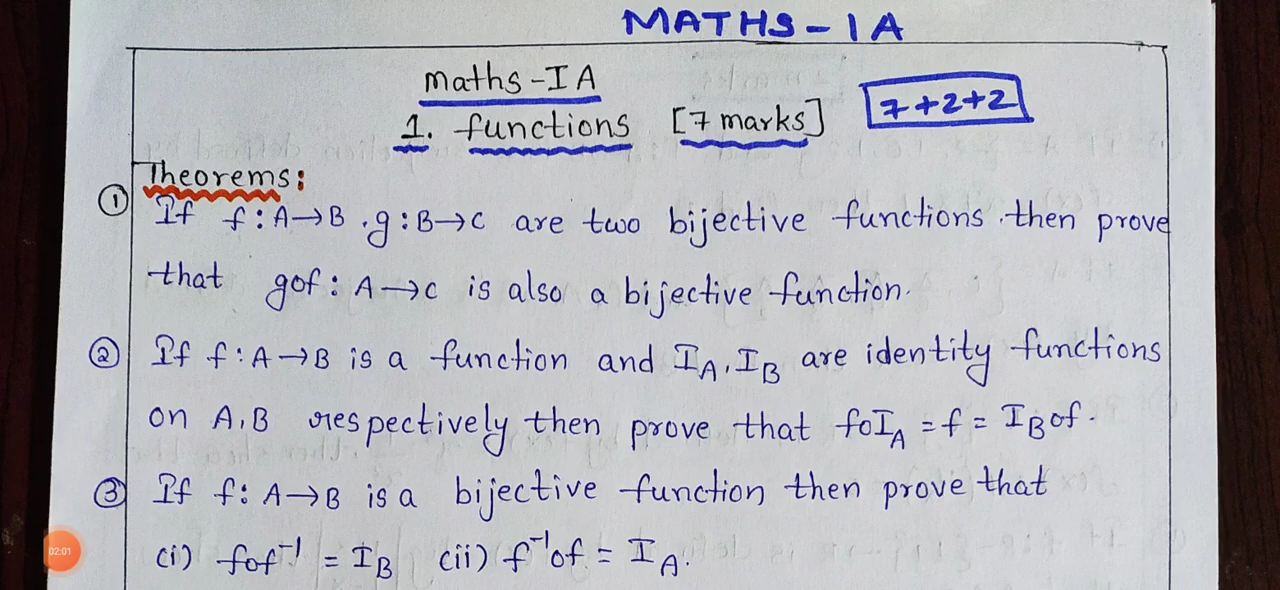 MATHS-IA
Maths-IA
7+2+2
1. functions [7 marks]
Theorems:
① If f:A→B, g:B→C are two bijective functions then prove
that gof: A→C is also a bijective function.
② If f:A→B is a function and I_A, I_B are identity functions
on A,B respectively then prove that foI_A = f = I_Bof.
③ If f: A→B is a bijective function then prove that
(i) fof⁻¹ = I_B (ii) f⁻¹of = I_A.
02:01